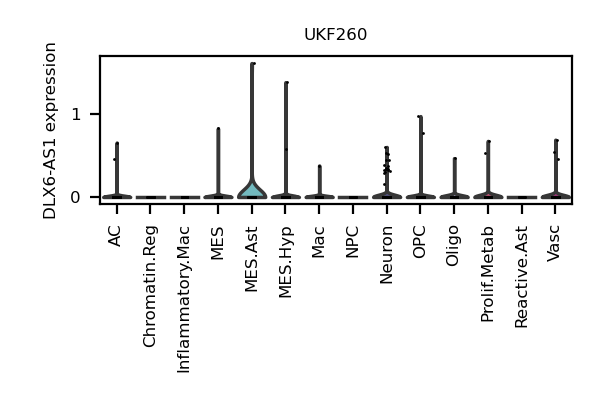 UKF260
DLX6-AS1 expression
1
0
AC
Chromatin.Reg
Inflammatory.Mac
MES
MES.Ast
MES.Hyp
Mac
NPC
Neuron
OPC
Oligo
Prolif.Metab
Reactive.Ast
Vasc